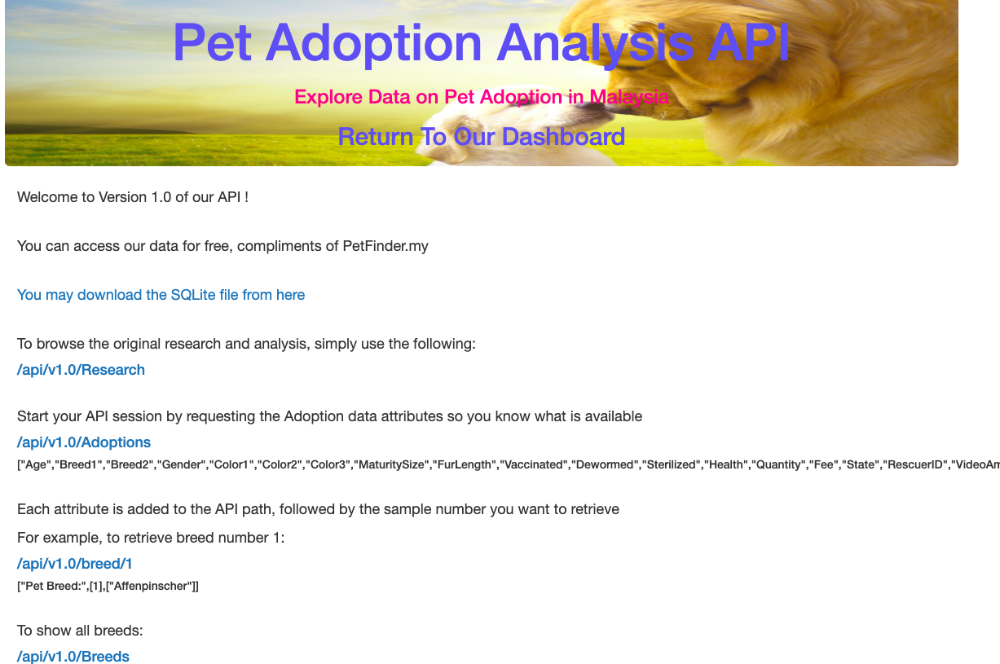 Pet Adoption Analysis API
Explore Data on Pet Adoption in Malaysia
Return To Our Dashboard
Welcome to Version 1.0 of our API !
You can access our data for free, compliments of PetFinder.my
You may download the SQLite file from here
To browse the original research and analysis, simply use the following:
/api/v1.0/Research
Start your API session by requesting the Adoption data attributes so you know what is available
/api/v1.0/Adoptions
["Age","Breed1","Breed2","Gender","Color1","Color2","Color3","MaturitySize","FurLength","Vaccinated","Dewormed","Sterilized","Health","Quantity","Fee","State","RescuerID","VideoAm
Each attribute is added to the API path, followed by the sample number you want to retrieve
For example, to retrieve breed number 1:
/api/v1.0/breed/1
["Pet Breed:",[1],["Affenpinscher"]]
To show all breeds:
/api/v1.0/Breeds